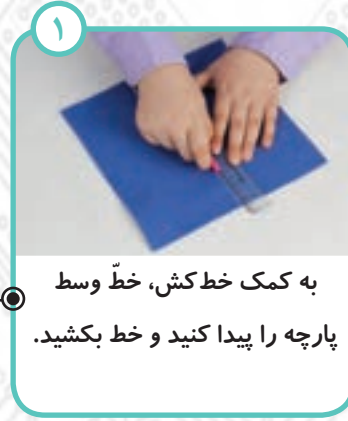 ۱
به کمک خط‌کش، خطّ وسط
پارچه را پیدا کنید و خط بکشید.